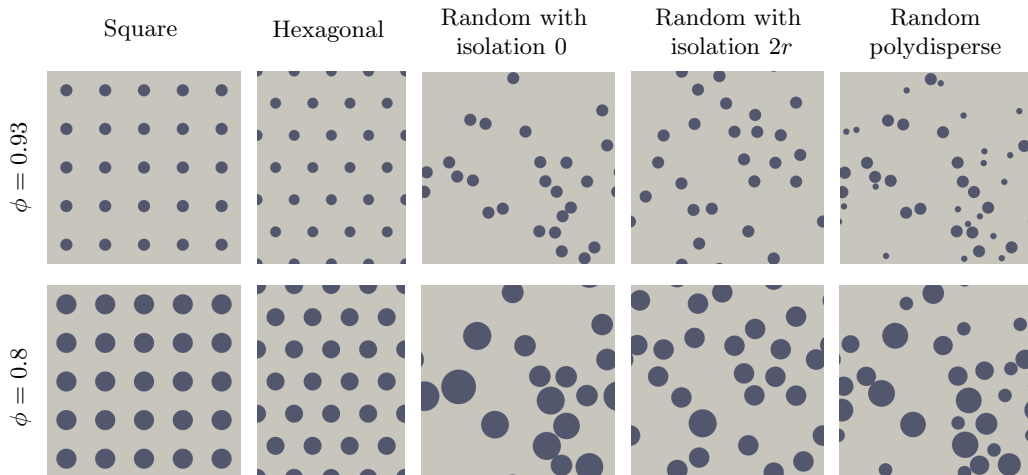 Square
Hexagonal
Random with
isolation 0
Random with
isolation 2r
Random
polydisperse
ϕ = 0.93
ϕ = 0.8